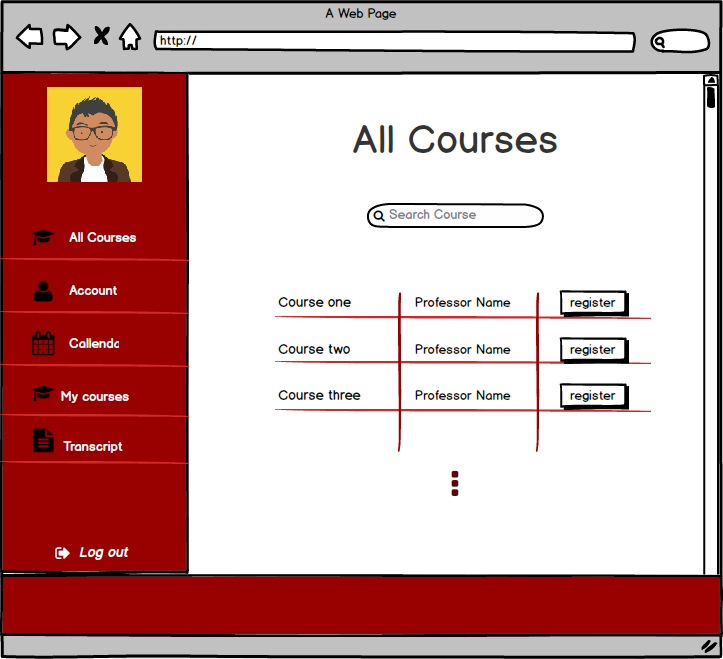 A Web Page
http://
All Courses
Search Course
All Courses
Account
Callenda
My courses
Transcript
Log out
Course one Professor Name register
Course two Professor Name register
Course three Professor Name register